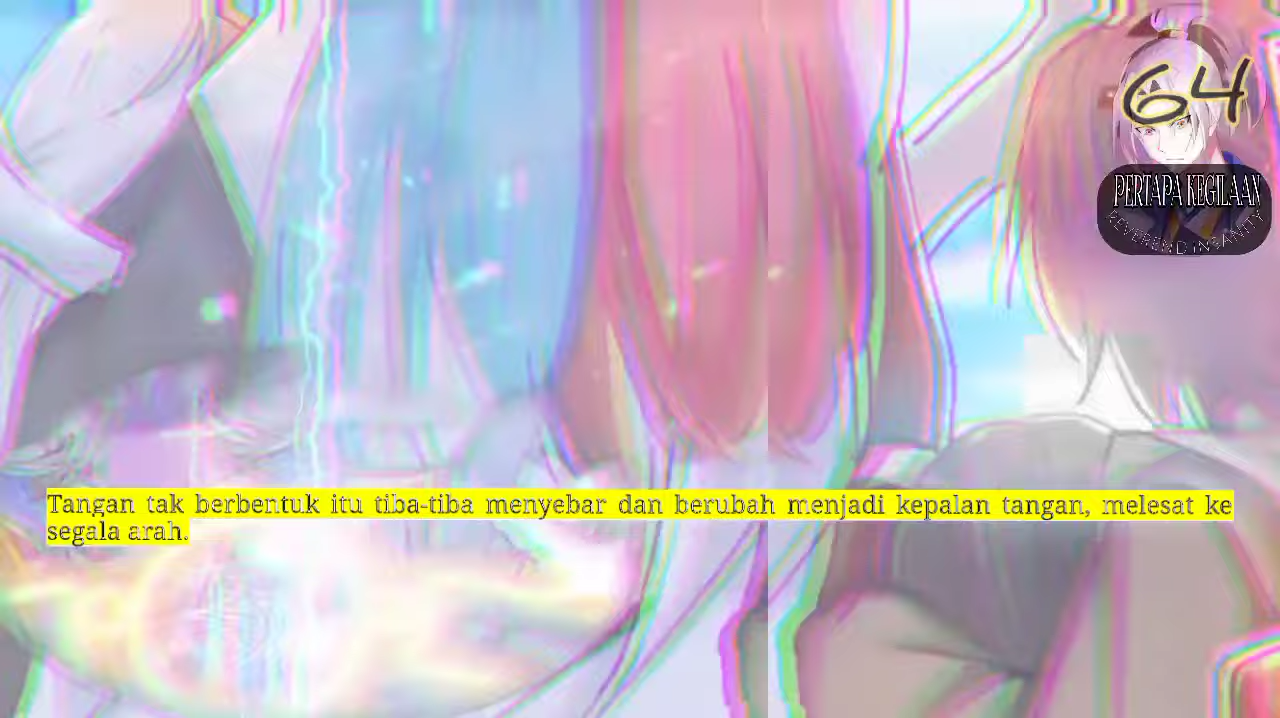 64
PERTAPA KEGILAAN
REVEREND INSANITY
Tangan tak berbentuk itu tiba-tiba menyebar dan berubah menjadi kepalan tangan, melesat ke
segala arah.